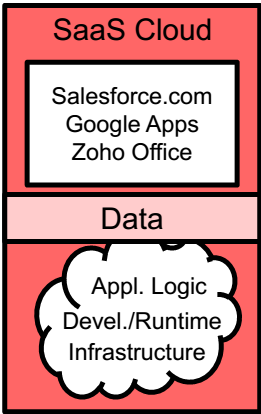 SaaS Cloud
Salesforce.com
Google Apps
Zoho Office
Data
Appl. Logic
Devel./Runtime
Infrastructure